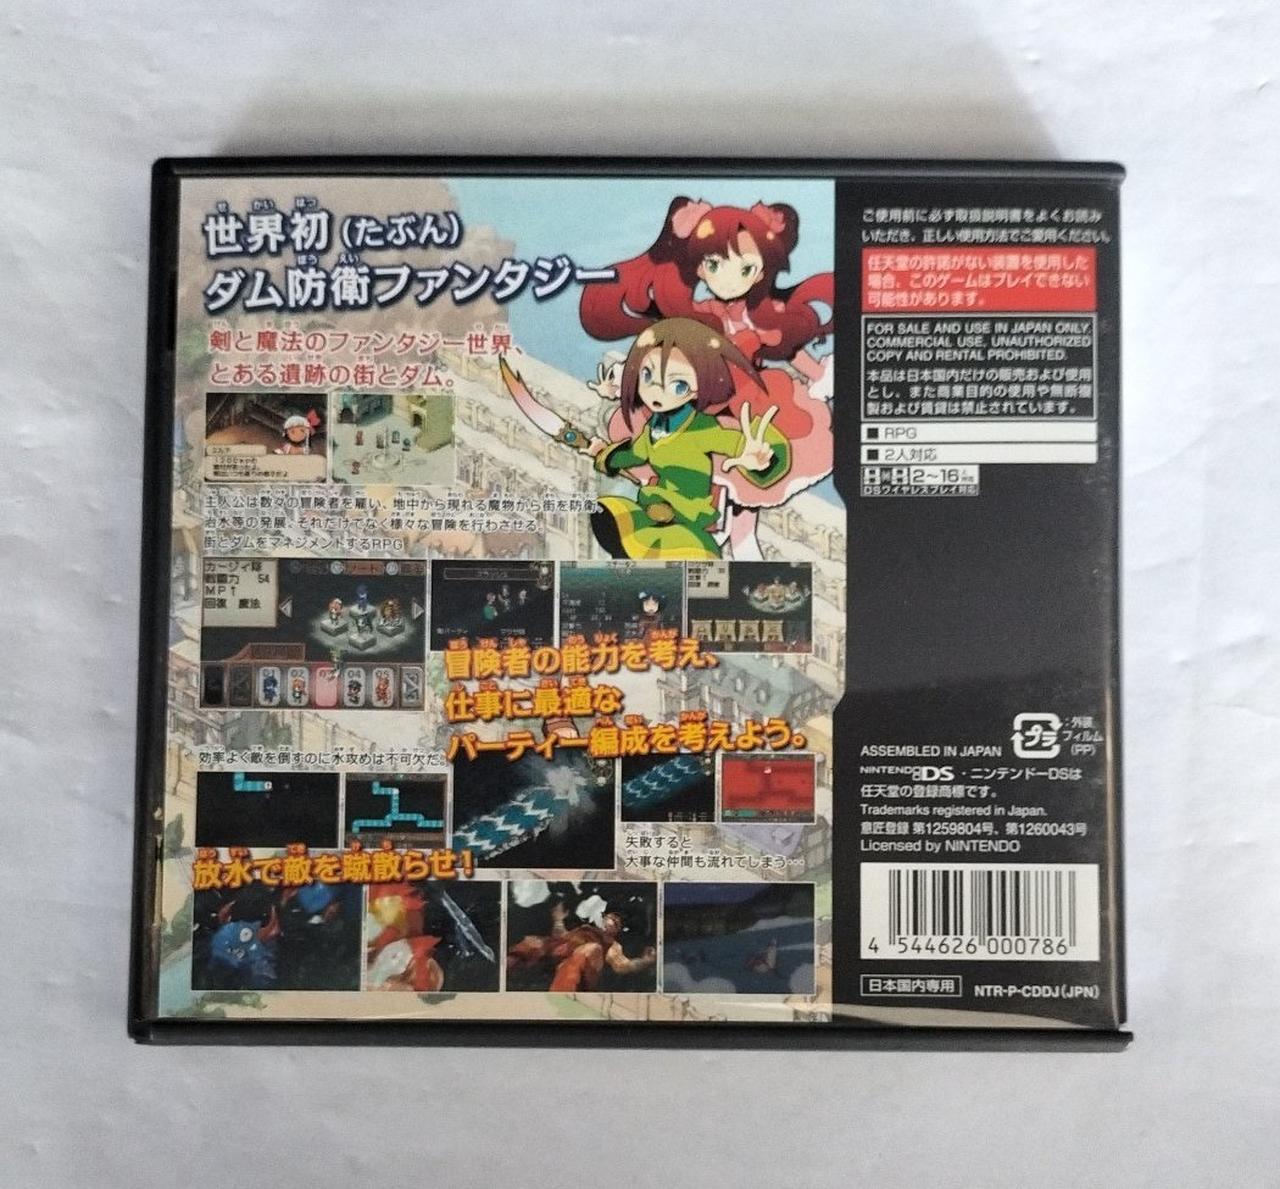 世界初(たぶん)
ダム防衛ファンタジー
剣と魔法のファンタジー世界、
とある遺跡の街とダム。
主人公は数々の冒険者を雇い、地中から現れる魔物から街を防衛、
治水等の発展、それだけでなく様々な冒険を行わせる、
街とダムをマネジメントするRPG
カージィ隊
戦闘力 54
MP↑
回復 魔法
冒険者の能力を考え、
仕事に最適な
パーティー編成を考えよう。
効率よく敵を倒すのに水攻めは不可欠だ。
失敗すると
大事な仲間も流れてしまう…
放水で敵を蹴散らせ!
ご使用前に必ず取扱説明書をよくお読み
いただき、正しい使用方法でご愛用ください。
任天堂の許諾がない装置を使用した
場合、このゲームはプレイできない
可能性があります。
FOR SALE AND USE IN JAPAN ONLY.
COMMERCIAL USE, UNAUTHORIZED
COPY AND RENTAL PROHIBITED.
本品は日本国内だけの販売および使用
とし、また商業目的の使用や無断複
製および賃貸は禁止されています。
■ RPG
■ 2人対応
2~16
DSワイヤレスプレイ対応
プラ
:外装
フィルム
(PP)
ASSEMBLED IN JAPAN
NINTENDO DS・ニンテンドーDSは
任天堂の登録商標です。
Trademarks registered in Japan.
意匠登録 第1259804号、第1260043号
Licensed by NINTENDO
4 544626 000786
日本国内専用
NTR-P-CDDJ(JPN)